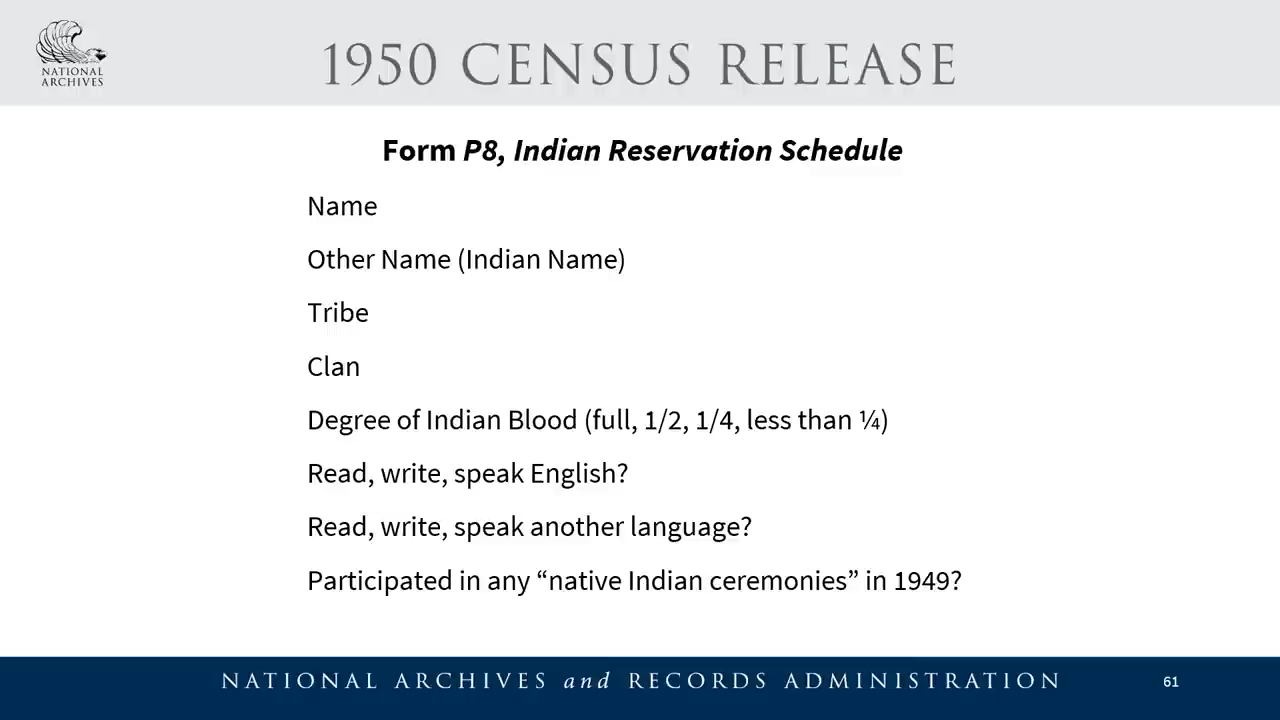 NATIONAL
ARCHIVES
1950 CENSUS RELEASE
Form P8, Indian Reservation Schedule
Name
Other Name (Indian Name)
Tribe
Clan
Degree of Indian Blood (full, 1/2, 1/4, less than ¼)
Read, write, speak English?
Read, write, speak another language?
Participated in any “native Indian ceremonies” in 1949?
NATIONAL ARCHIVES and RECORDS ADMINISTRATION
61